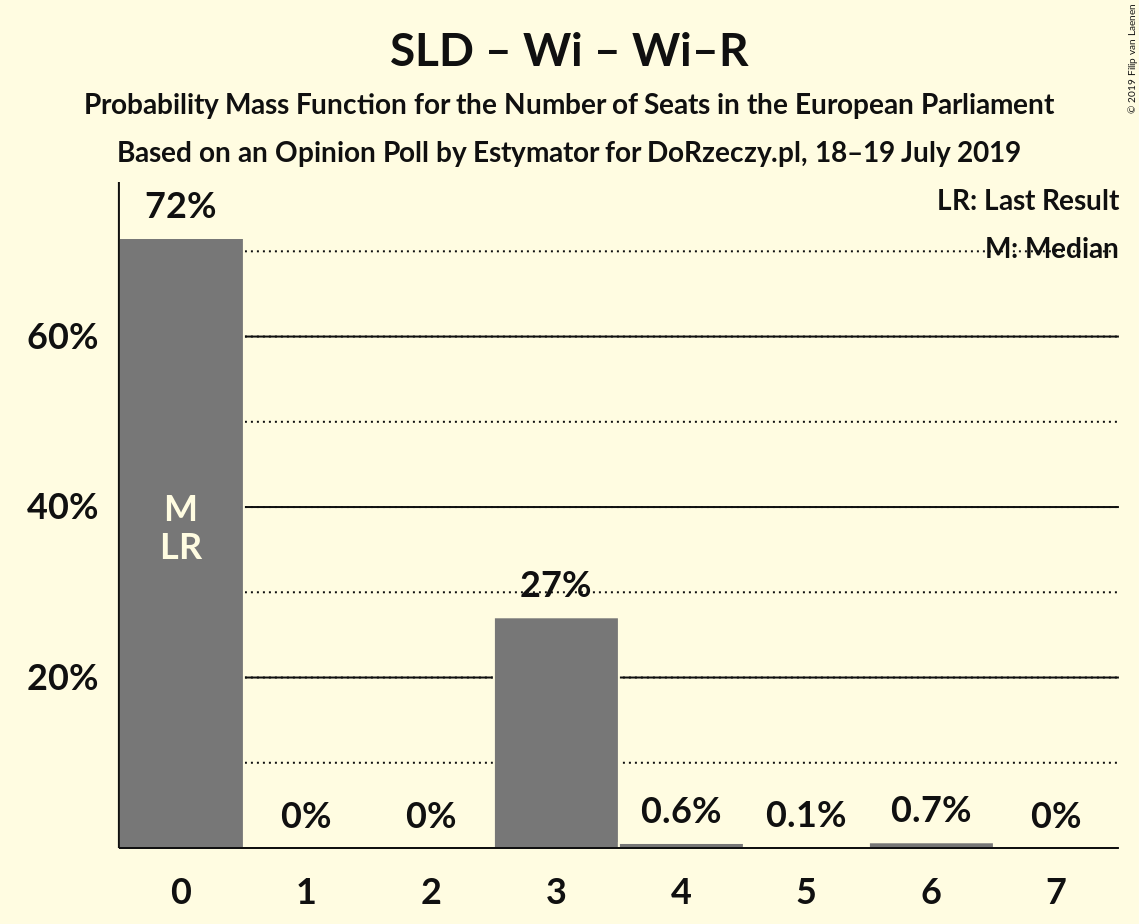 SLD – Wi – Wi–R
Probability Mass Function for the Number of Seats in the European Parliament
Based on an Opinion Poll by Estymator for DoRzeczy.pl, 18–19 July 2019
© 2019 Filip van Laenen
LR: Last Result
M: Median
72%
60%
40%
20%
M
LR
0%
0%
27%
0.6%
0.1%
0.7%
0%
0 1 2 3 4 5 6 7